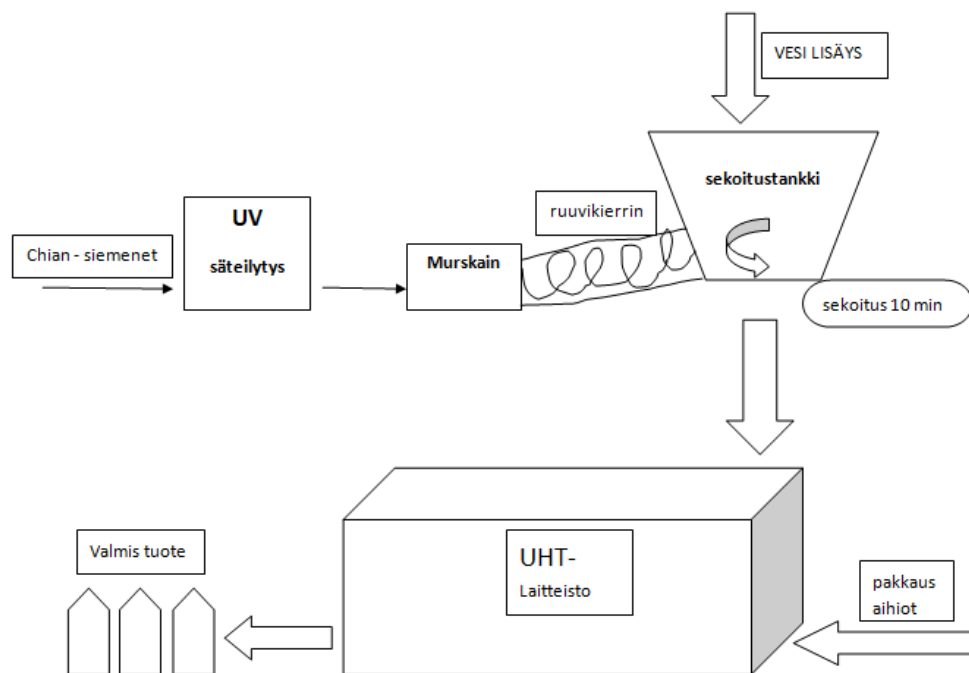 VESI LISÄYS
sekoitustankki
ruuvikierrin
UV
säteilytys
Chian - siemenet
Murskain
sekoitus 10 min
UHT-
Laitteisto
Valmis tuote
pakkaus
aihiot